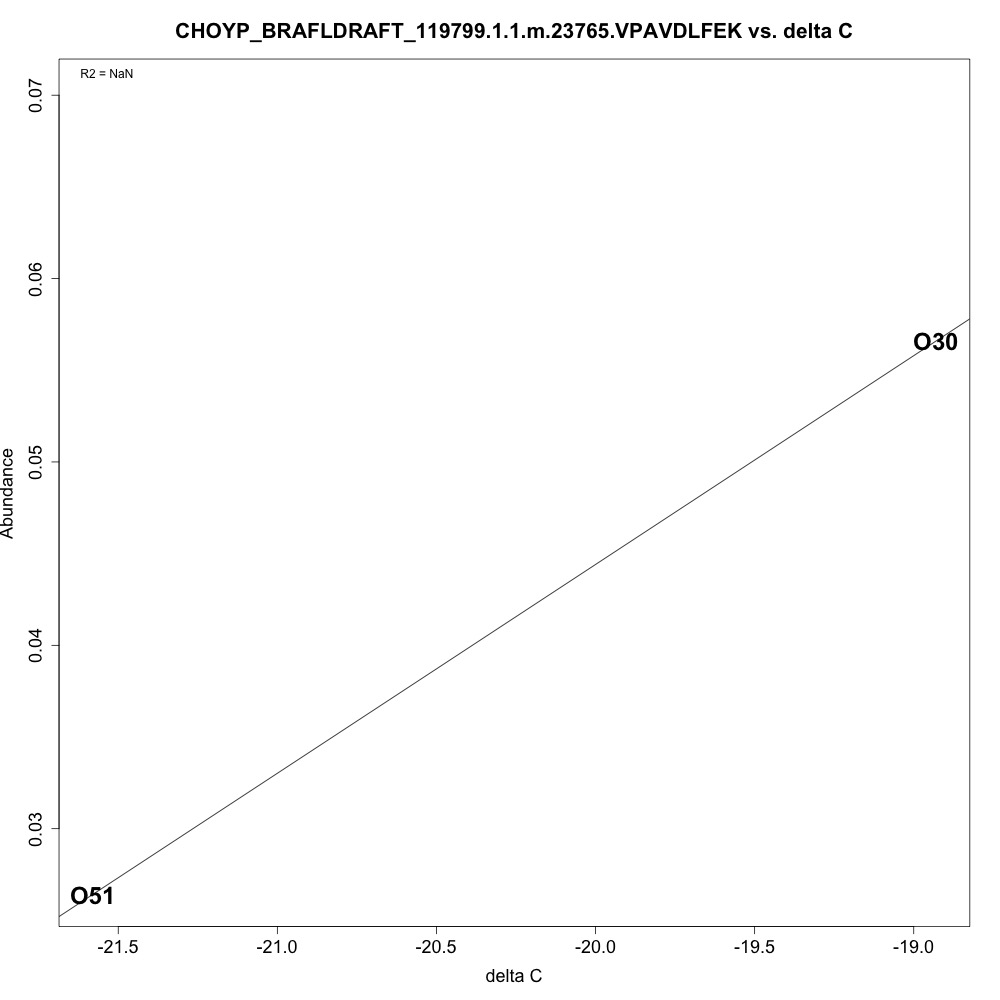 CHOYP_BRAFLDRAFT_119799.1.1.m.23765.VPAVDLFEK vs. delta C
R2 = NaN
0.07
0.06
0.05
0.04
0.03
Abundance
O30
O51
-21.5 -21.0 -20.5 -20.0 -19.5 -19.0
delta C